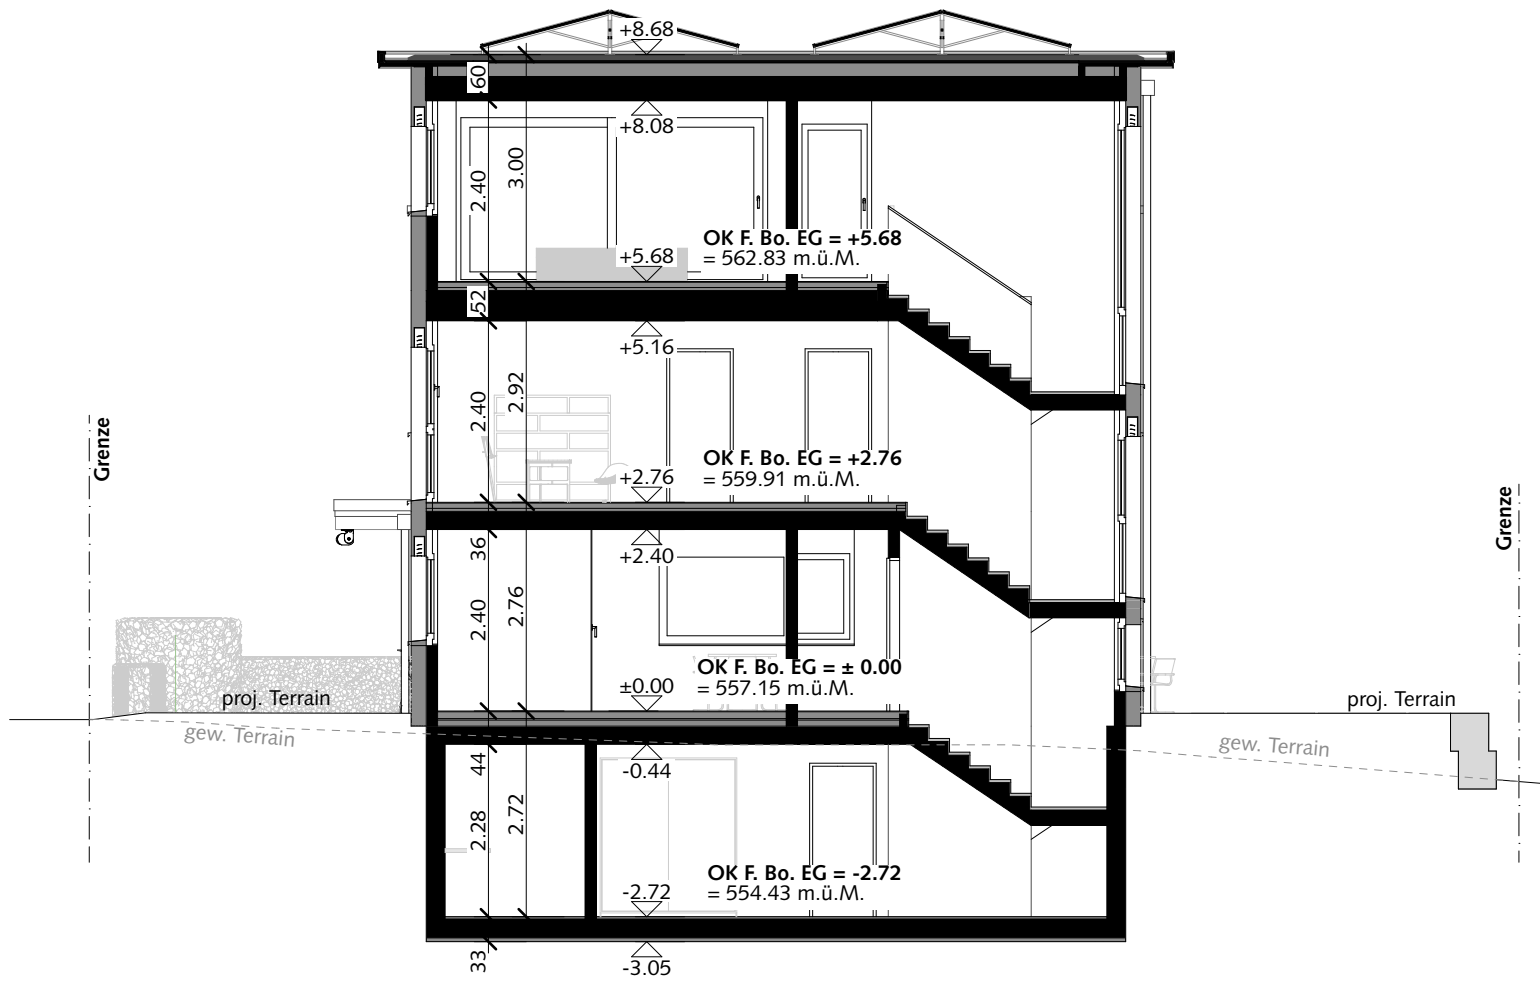 +8.68
60
+8.08
2.40
3.00
OK F. Bo. EG = +5.68
= 562.83 m.ü.M.
+5.68
52
+5.16
2.40
2.92
Grenze
OK F. Bo. EG = +2.76
= 559.91 m.ü.M.
+2.76
Grenze
36
+2.40
2.40
2.76
OK F. Bo. EG = ± 0.00
= 557.15 m.ü.M.
±0.00
proj. Terrain
proj. Terrain
gew. Terrain
gew. Terrain
44
-0.44
2.28
2.72
OK F. Bo. EG = -2.72
= 554.43 m.ü.M.
-2.72
33
-3.05